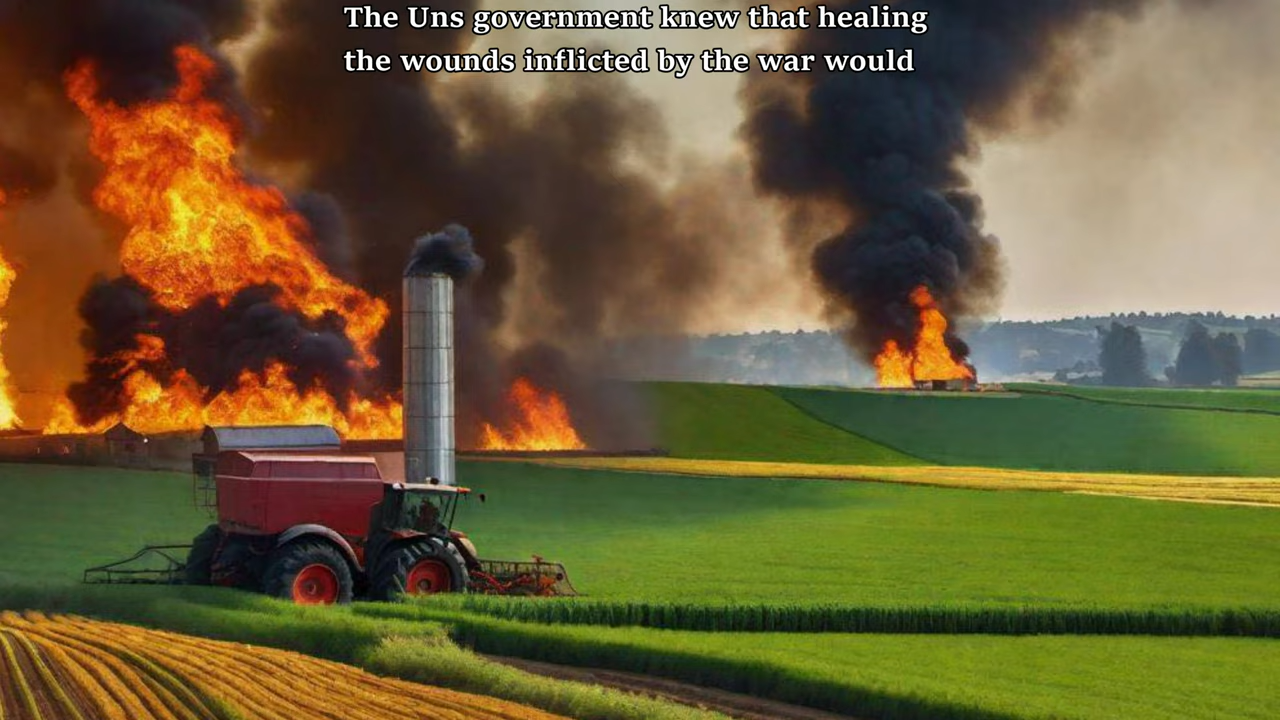 The Uns government knew that healing
the wounds inflicted by the war would